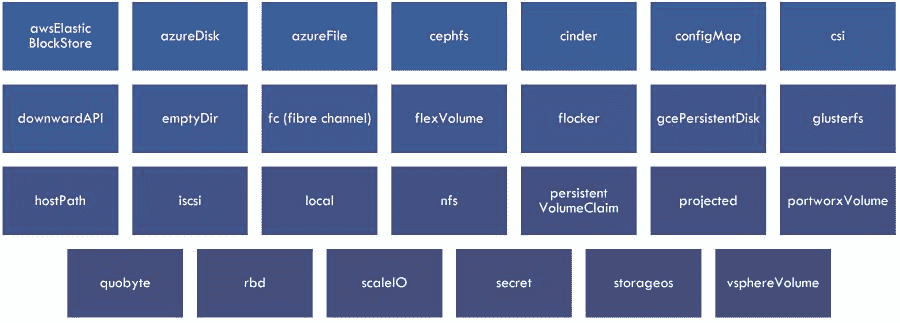 awsElastic
BlockStore
azureDisk
azureFile
cephfs
cinder
configMap
csi
downwardAPI
emptyDir
fc (fibre channel)
flexVolume
flocker
gcePersistentDisk
glusterfs
hostPath
iscsi
local
nfs
persistent
VolumeClaim
projected
portworxVolume
quobyte
rbd
scaleIO
secret
storageos
vsphereVolume